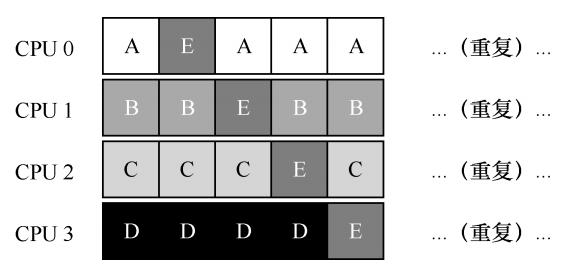 CPU 0 A E A A A … (重复) …
CPU 1 B B E B B … (重复) …
CPU 2 C C C E C … (重复) …
CPU 3 D D D D E … (重复) …